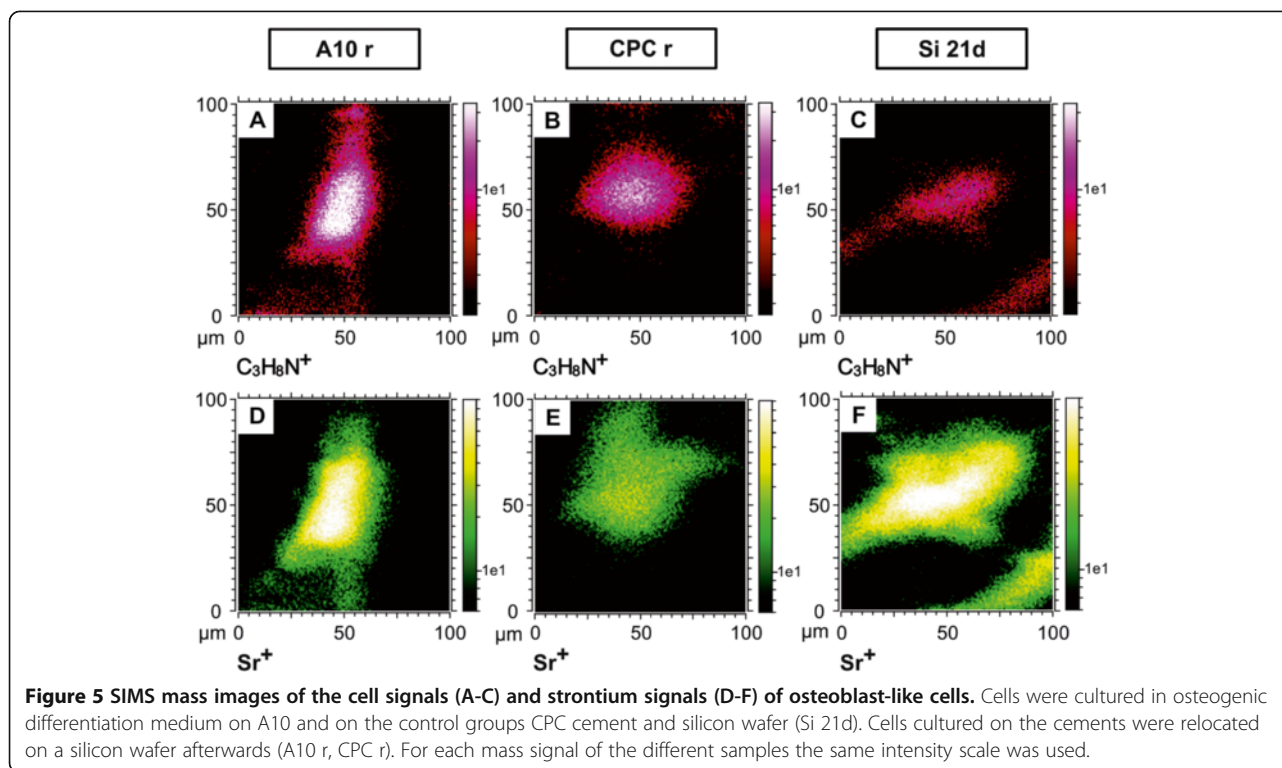 A10 r CPC r Si 21d
A B C
100 100 100
1e1 1e1 1e1
50 50 50
0 0 0
µm 0 50 100 µm 0 50 100 µm 0 50 100
C₃H₈N⁺ C₃H₈N⁺ C₃H₈N⁺
D E F
100 100 100
50 50 50
1e1 1e1 1e1
0 0 0
µm 0 50 100 µm 0 50 100 µm 0 50 100
Sr⁺ Sr⁺ Sr⁺
Figure 5 SIMS mass images of the cell signals (A-C) and strontium signals (D-F) of osteoblast-like cells. Cells were cultured in osteogenic
differentiation medium on A10 and on the control groups CPC cement and silicon wafer (Si 21d). Cells cultured on the cements were relocated
on a silicon wafer afterwards (A10 r, CPC r). For each mass signal of the different samples the same intensity scale was used.